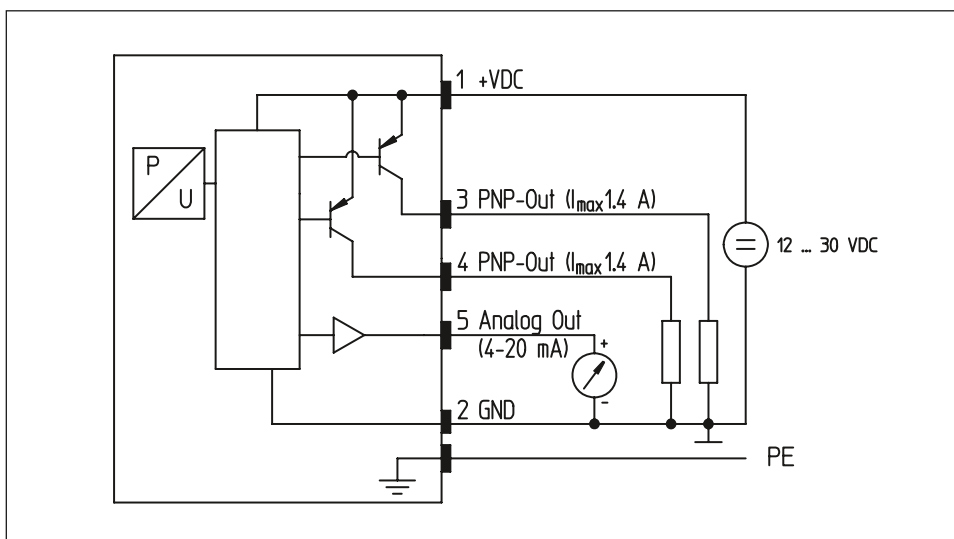 1 +VDC
P
U
3 PNP-Out (Imax1.4 A)
12 ... 30 VDC
4 PNP-Out (Imax1.4 A)
5 Analog Out
(4-20 mA)
+
-
2 GND
PE